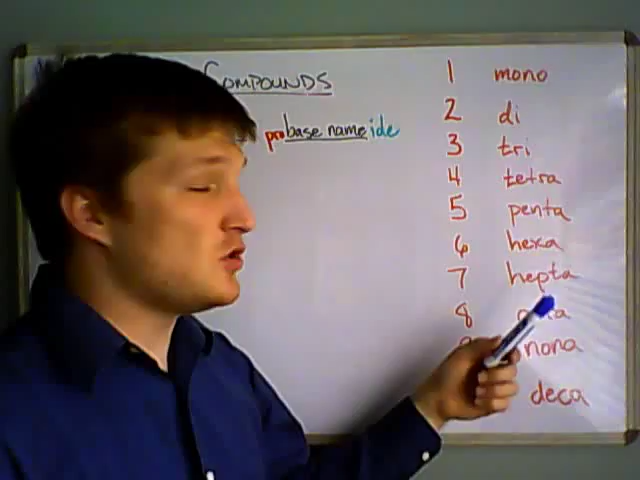 COMPOUNDS
base name ide
1 mono
2 di
3 tri
4 tetra
5 penta
6 hexa
7 hepta
8
nona
deca